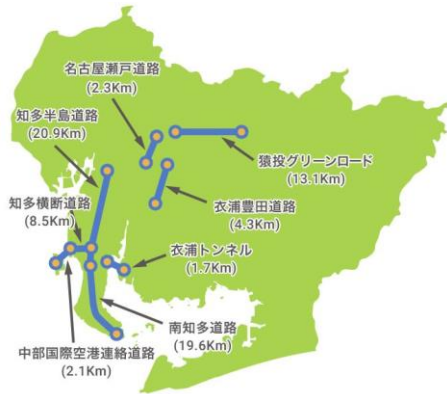 名古屋瀬戸道路
(2.3Km)
知多半島道路
(20.9Km)
猿投グリーンロード
(13.1Km)
知多横断道路
(8.5Km)
衣浦豊田道路
(4.3Km)
衣浦トンネル
(1.7Km)
南知多道路
(19.6Km)
中部国際空港連絡道路
(2.1Km)